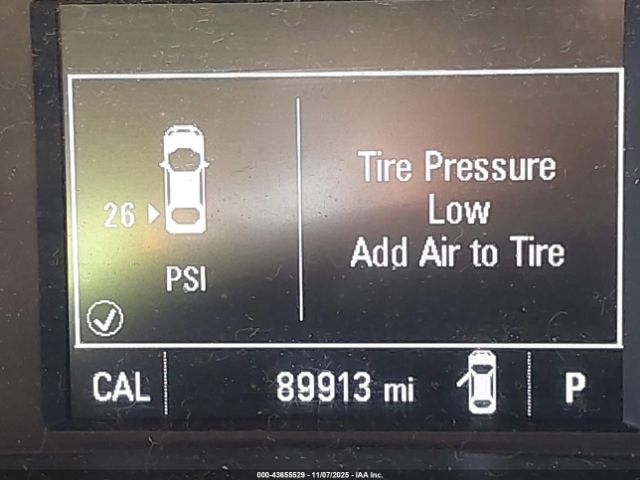 Tire Pressure
Low
Add Air to Tire
26
PSI
CAL
89913 mi
P
000-43655529 - 11/07/2025 - IAA Inc.